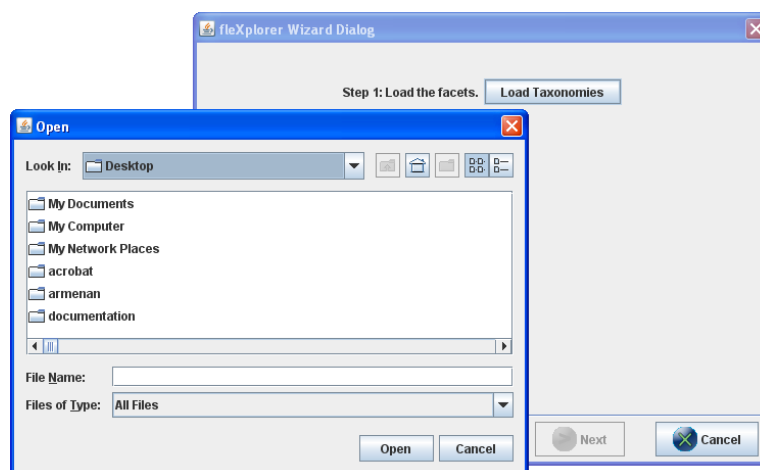 fleXplorer Wizard Dialog
Step 1: Load the facets. Load Taxonomies
Open
Look In: Desktop
My Documents
My Computer
My Network Places
acrobat
armenan
documentation
File Name:
Files of Type: All Files
Open Cancel
Next Cancel